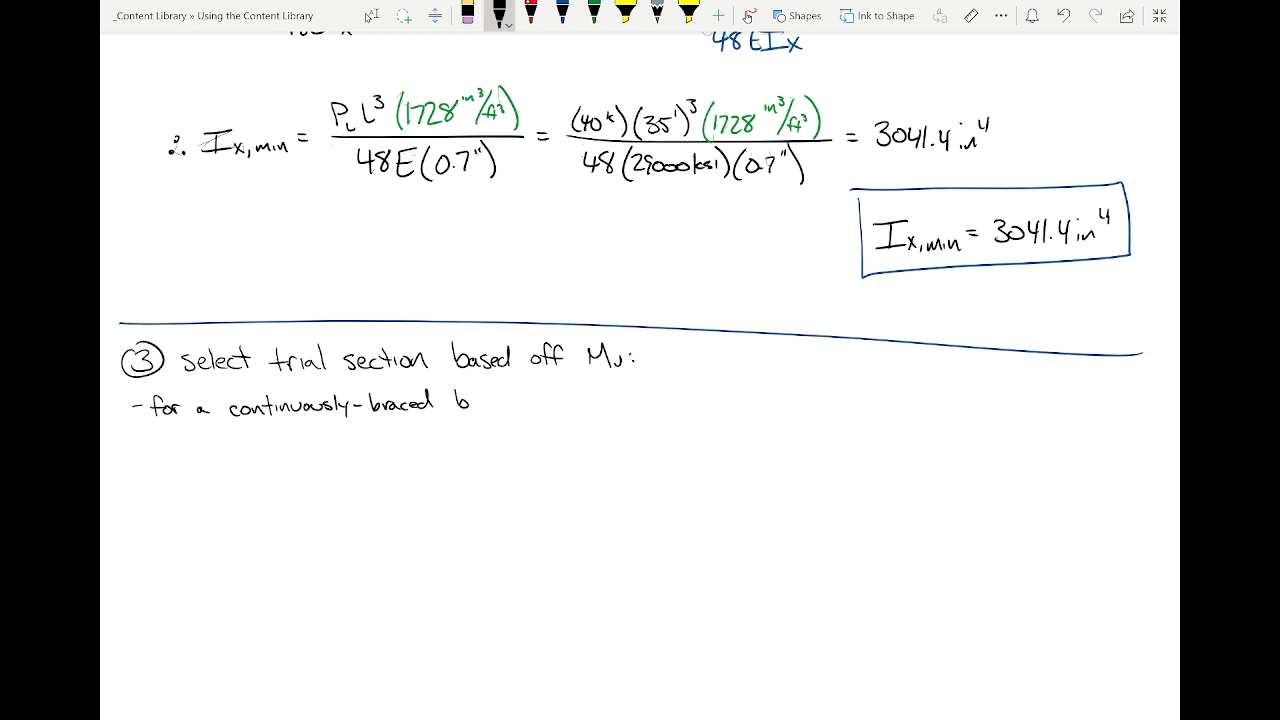 _Content Library » Using the Content Library
Shapes
Ink to Shape
48EIx
∴ Ix,min = PL L³ (1728 in³/ft³) / 48E(0.7") = (40k)(35')³(1728 in³/ft³) / 48(29000ksi)(0.7") = 3041.4 in⁴
Ix,min = 3041.4 in⁴
③ select trial section based off Mu:
- for a continuously-braced b